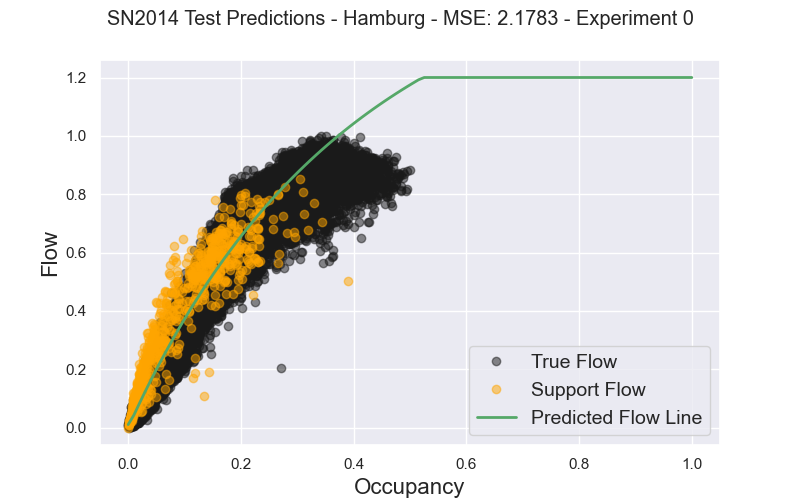 SN2014 Test Predictions - Hamburg - MSE: 2.1783 - Experiment 0
1.2
1.0
0.8
0.6
0.4
0.2
0.0
Flow
True Flow
Support Flow
Predicted Flow Line
0.0 0.2 0.4 0.6 0.8 1.0
Occupancy